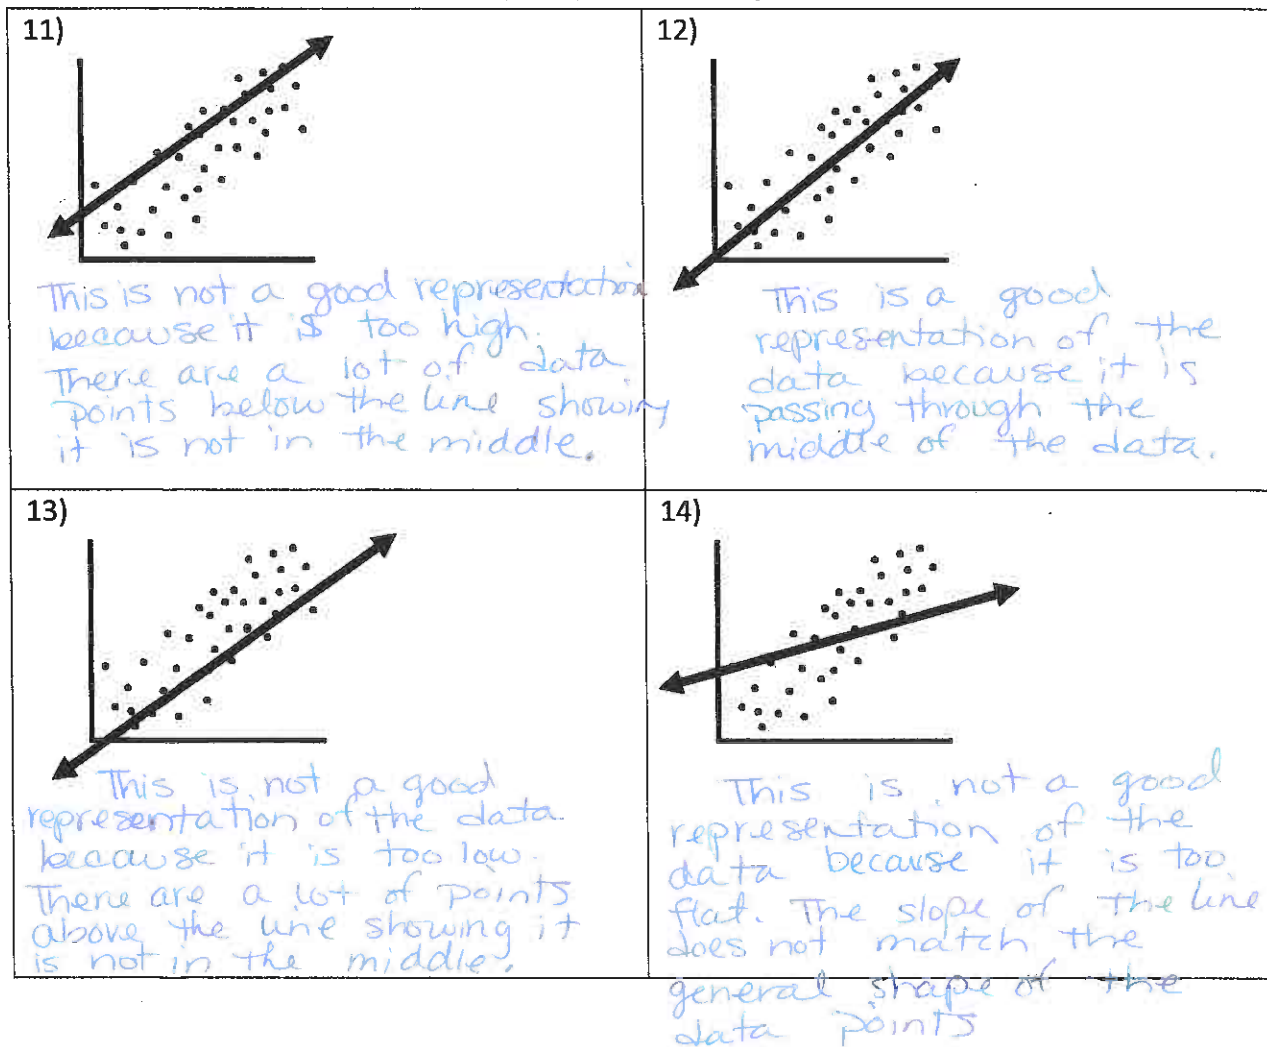 11)
This is not a good representation
because it is too high.
There are a lot of data
points below the line showing
it is not in the middle.
12)
This is a good
representation of the
data because it is
passing through the
middle of the data.
13)
This is not a good
representation of the data
because it is too low.
There are a lot of points
above the line showing it
is not in the middle.
14)
This is not a good
representation of the
data because it is too
flat. The slope of the line
does not match the
general shape of the
data points